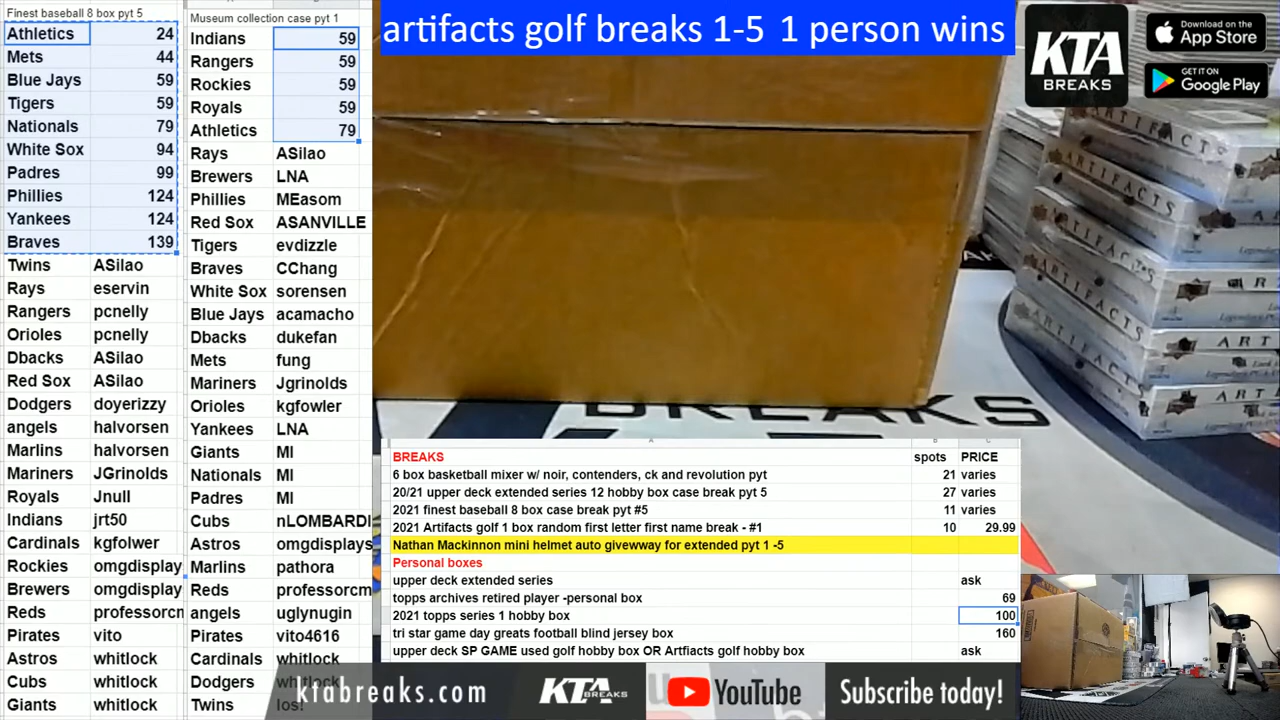 Finest baseball 8 box pyt 5
Athletics 24
Mets 44
Blue Jays 59
Tigers 59
Nationals 79
White Sox 94
Padres 99
Phillies 124
Yankees 124
Braves 139
Twins ASilao
Rays eservin
Rangers pcnelly
Orioles pcnelly
Dbacks ASilao
Red Sox ASilao
Dodgers doyerizzy
angels halvorsen
Marlins halvorsen
Mariners JGrinolds
Royals Jnull
Indians jrt50
Cardinals kgfolwer
Rockies omgdisplay
Brewers omgdisplay
Reds professorcm
Pirates vito
Astros whitlock
Cubs whitlock
Giants whitlock
Museum collection case pyt 1
Indians 59
Rangers 59
Rockies 59
Royals 59
Athletics 79
Rays ASilao
Brewers LNA
Phillies MEasom
Red Sox ASANVILLE
Tigers evdizzle
Braves CChang
White Sox sorensen
Blue Jays acamacho
Dbacks dukefan
Mets fung
Mariners Jgrinolds
Orioles kgfowler
Yankees LNA
Giants MI
Nationals MI
Padres MI
Cubs nLOMBARDI
Astros omgdisplays
Marlins pathora
Reds professorcm
angels uglynugin
Pirates vito4616
Cardinals whitlock
Dodgers whitlock
Twins los!
artifacts golf breaks 1-5 1 person wins
KTA
BREAKS
Download on the
App Store
GET IT ON
Google Play
ARTIFACTS
ARTIFACTS
ARTIFACTS
ARTIFACTS
ARTIFACTS
BREAKS
BREAKS spots PRICE
6 box basketball mixer w/ noir, contenders, ck and revolution pyt 21 varies
20/21 upper deck extended series 12 hobby box case break pyt 5 27 varies
2021 finest baseball 8 box case break pyt #5 11 varies
2021 Artifacts golf 1 box random first letter first name break - #1 10 29.99
Nathan Mackinnon mini helmet auto givewway for extended pyt 1 -5
Personal boxes
upper deck extended series ask
topps archives retired player -personal box 69
2021 topps series 1 hobby box 100
tri star game day greats football blind jersey box 160
upper deck SP GAME used golf hobby box OR Artfiacts golf hobby box ask
ktabreaks.com
KTA
BREAKS
YouTube
Subscribe today!